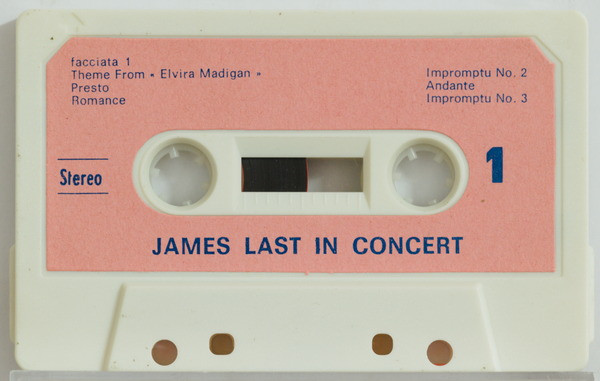 facciata 1
Theme From « Elvira Madigan »
Presto
Romance
Impromptu No. 2
Andante
Impromptu No. 3
Stereo
1
JAMES LAST IN CONCERT